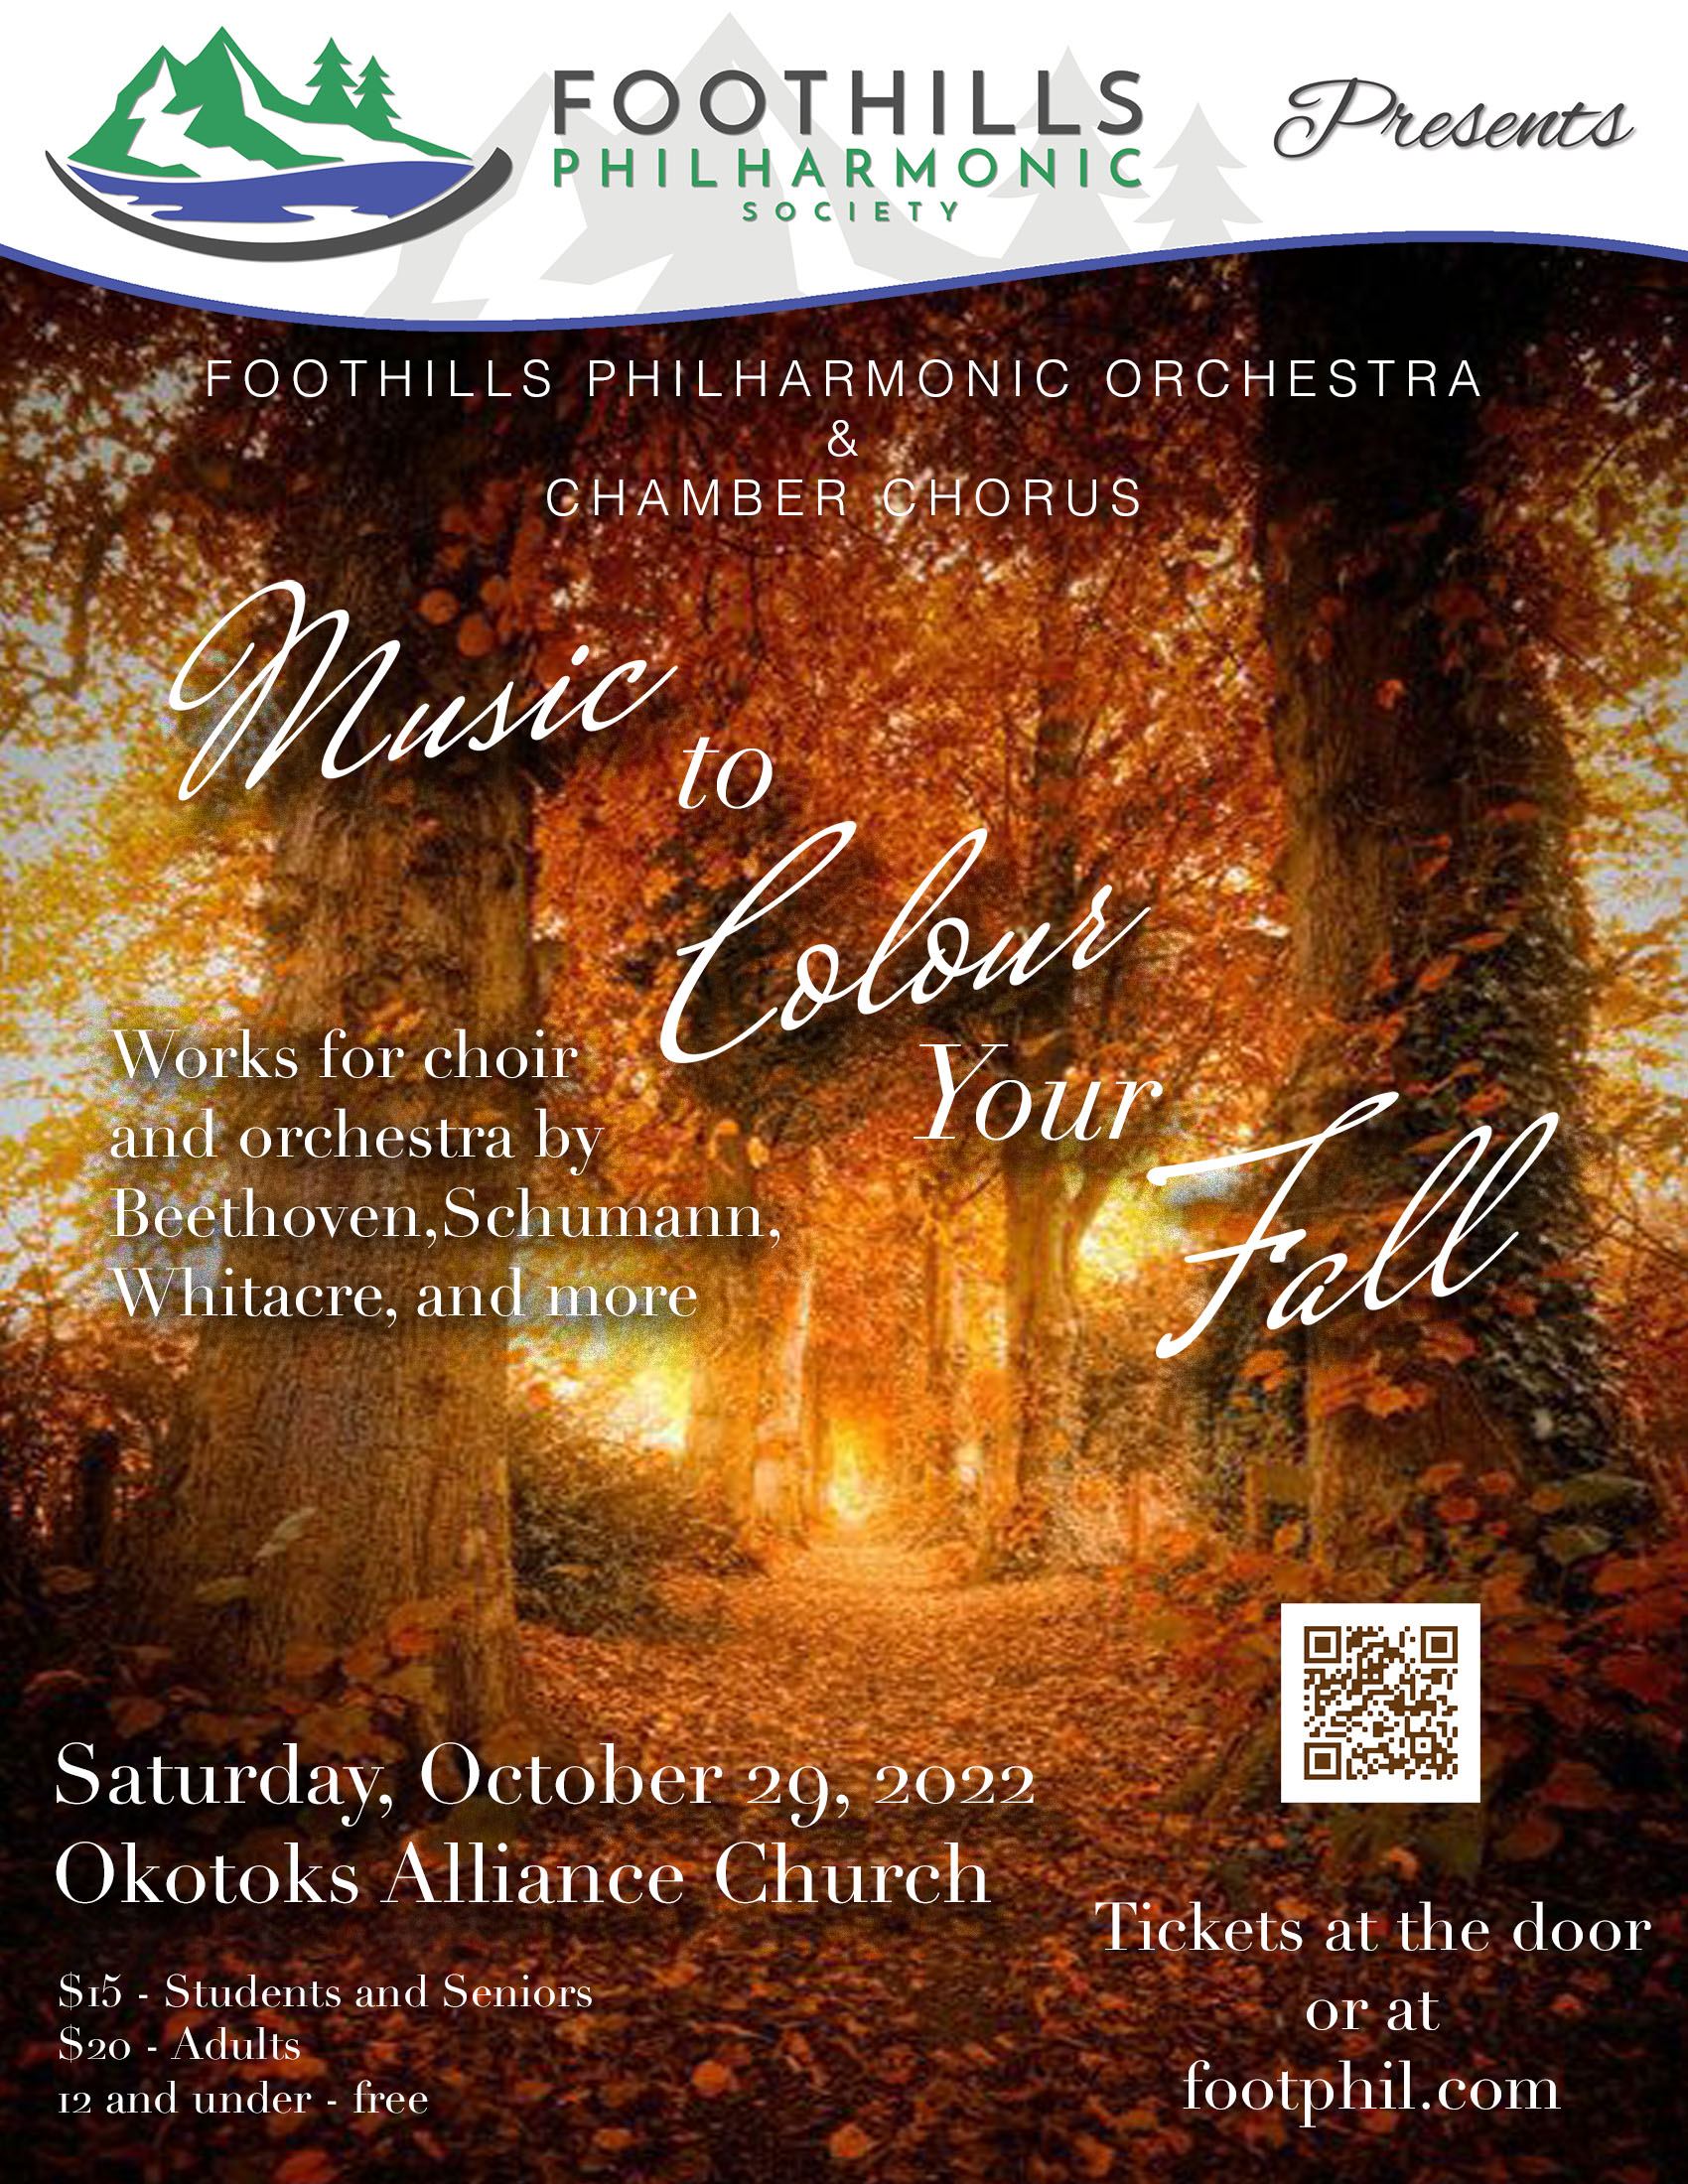 FOOTHILLS
PHILHARMONIC
SOCIETY
Presents
FOOTHILLS PHILHARMONIC ORCHESTRA
&
CHAMBER CHORUS
Music
to
Colour
Your
Fall
Works for choir
and orchestra by
Beethoven,Schumann,
Whitacre, and more
Saturday, October 29, 2022
Okotoks Alliance Church
$15 - Students and Seniors
$20 - Adults
12 and under - free
Tickets at the door
or at
footphil.com